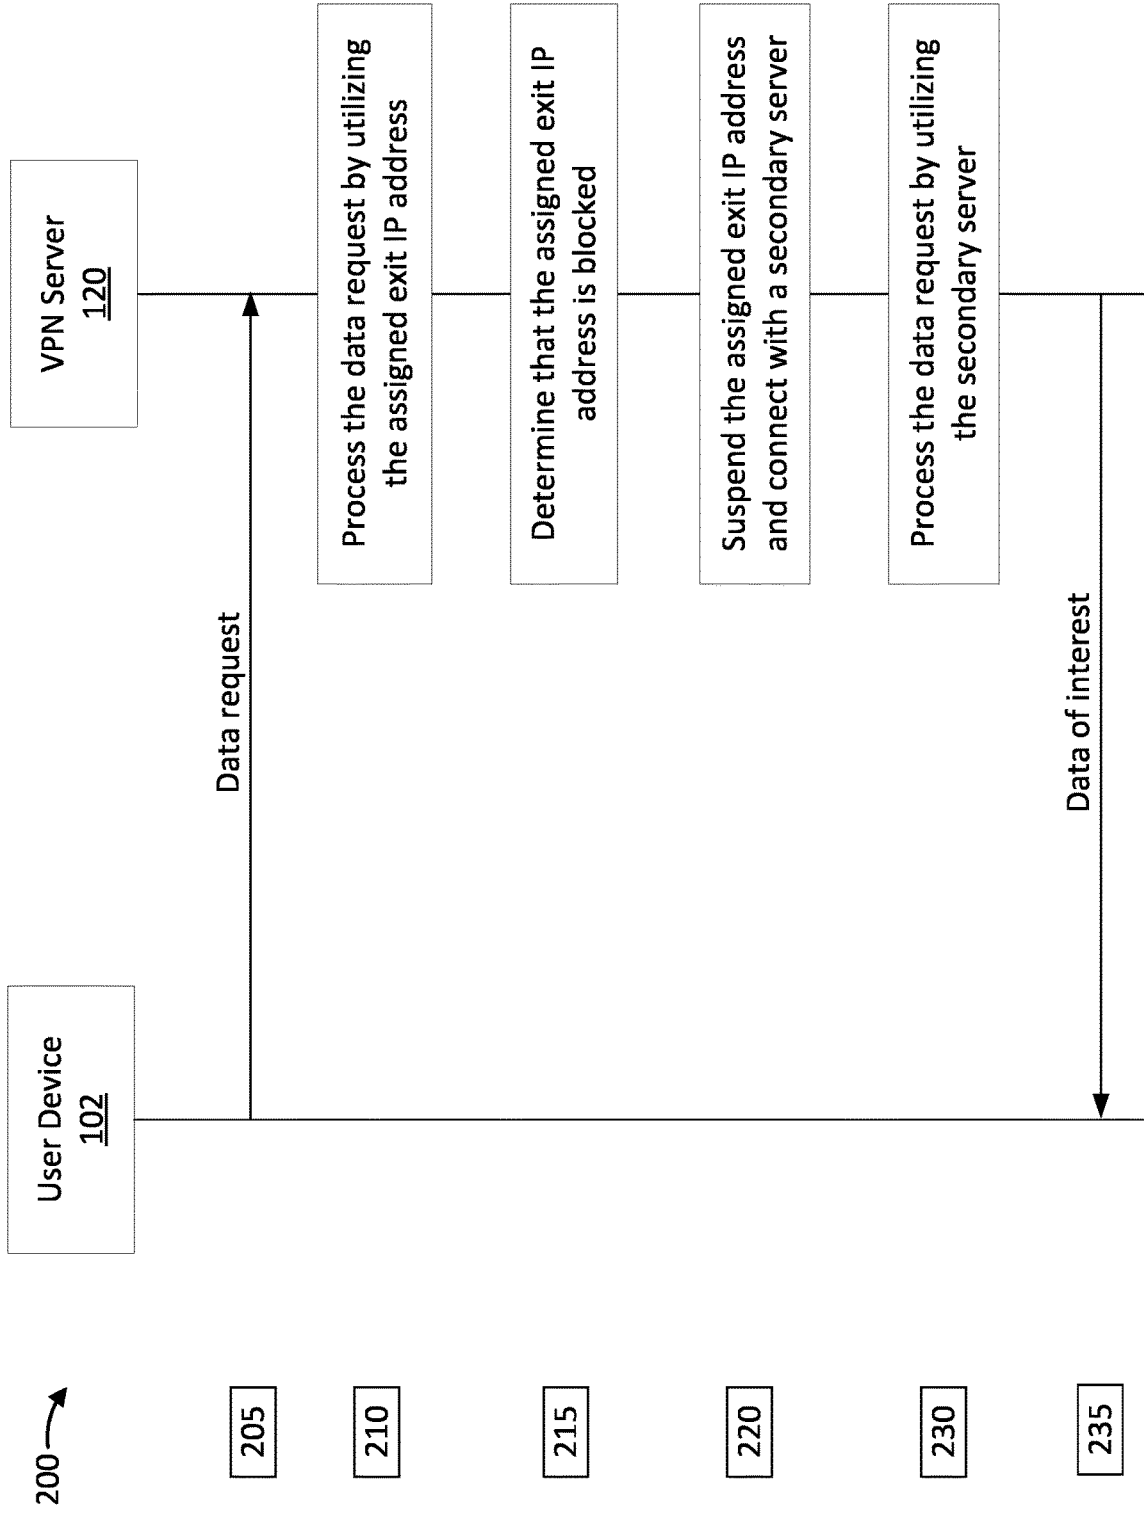 200
User Device
102
VPN Server
120
205
Data request
210
Process the data request by utilizing
the assigned exit IP address
215
Determine that the assigned exit IP
address is blocked
220
Suspend the assigned exit IP address
and connect with a secondary server
230
Process the data request by utilizing
the secondary server
235
Data of interest